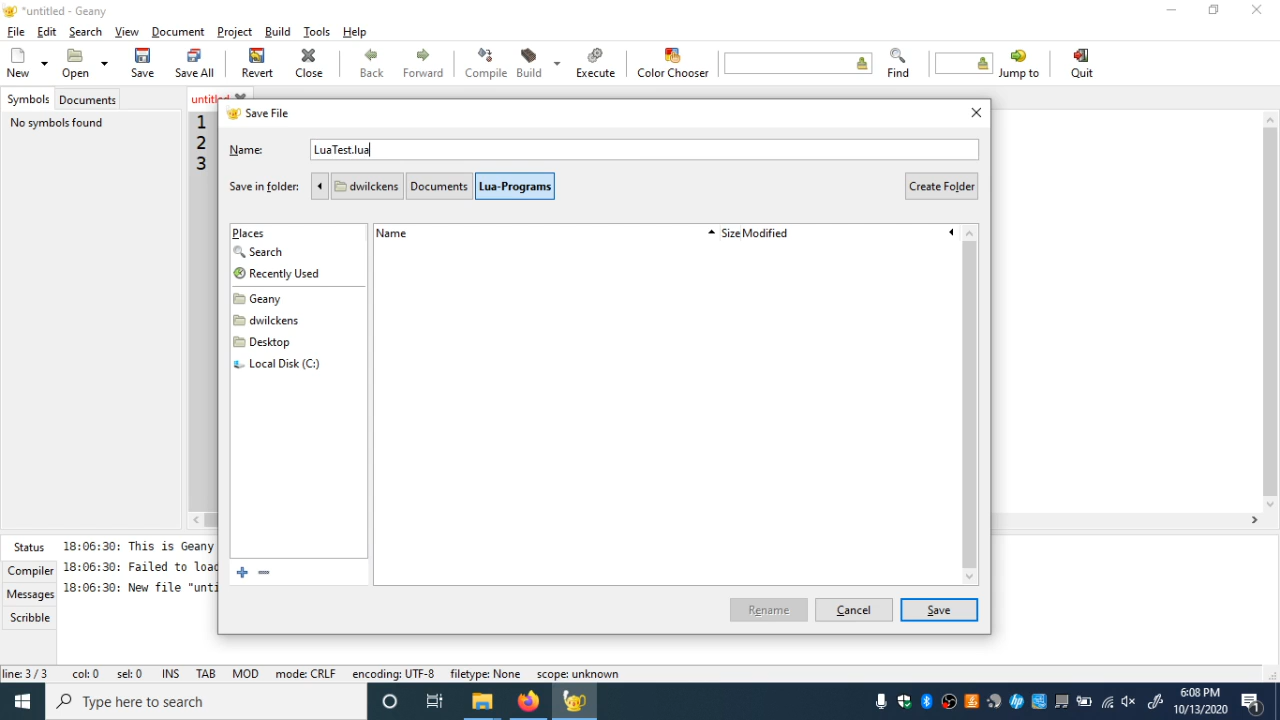 *untitled - Geany
File Edit Search View Document Project Build Tools Help
New Open Save Save All Revert Close Back Forward Compile Build Execute Color Chooser Find Jump to Quit
Symbols Documents untitled
No symbols found
1
2
3
Save File
Name: LuaTest.lua
Save in folder: dwilckens Documents Lua-Programs Create Folder
Places
Search
Recently Used
Geany
dwilckens
Desktop
Local Disk (C:)
Name Size Modified
Rename Cancel Save
Status
Compiler
Messages
Scribble
18:06:30: This is Geany
18:06:30: Failed to load
18:06:30: New file "unti
line: 3 / 3 col: 0 sel: 0 INS TAB MOD mode: CRLF encoding: UTF-8 filetype: None scope: unknown
Type here to search
6:08 PM
10/13/2020
1